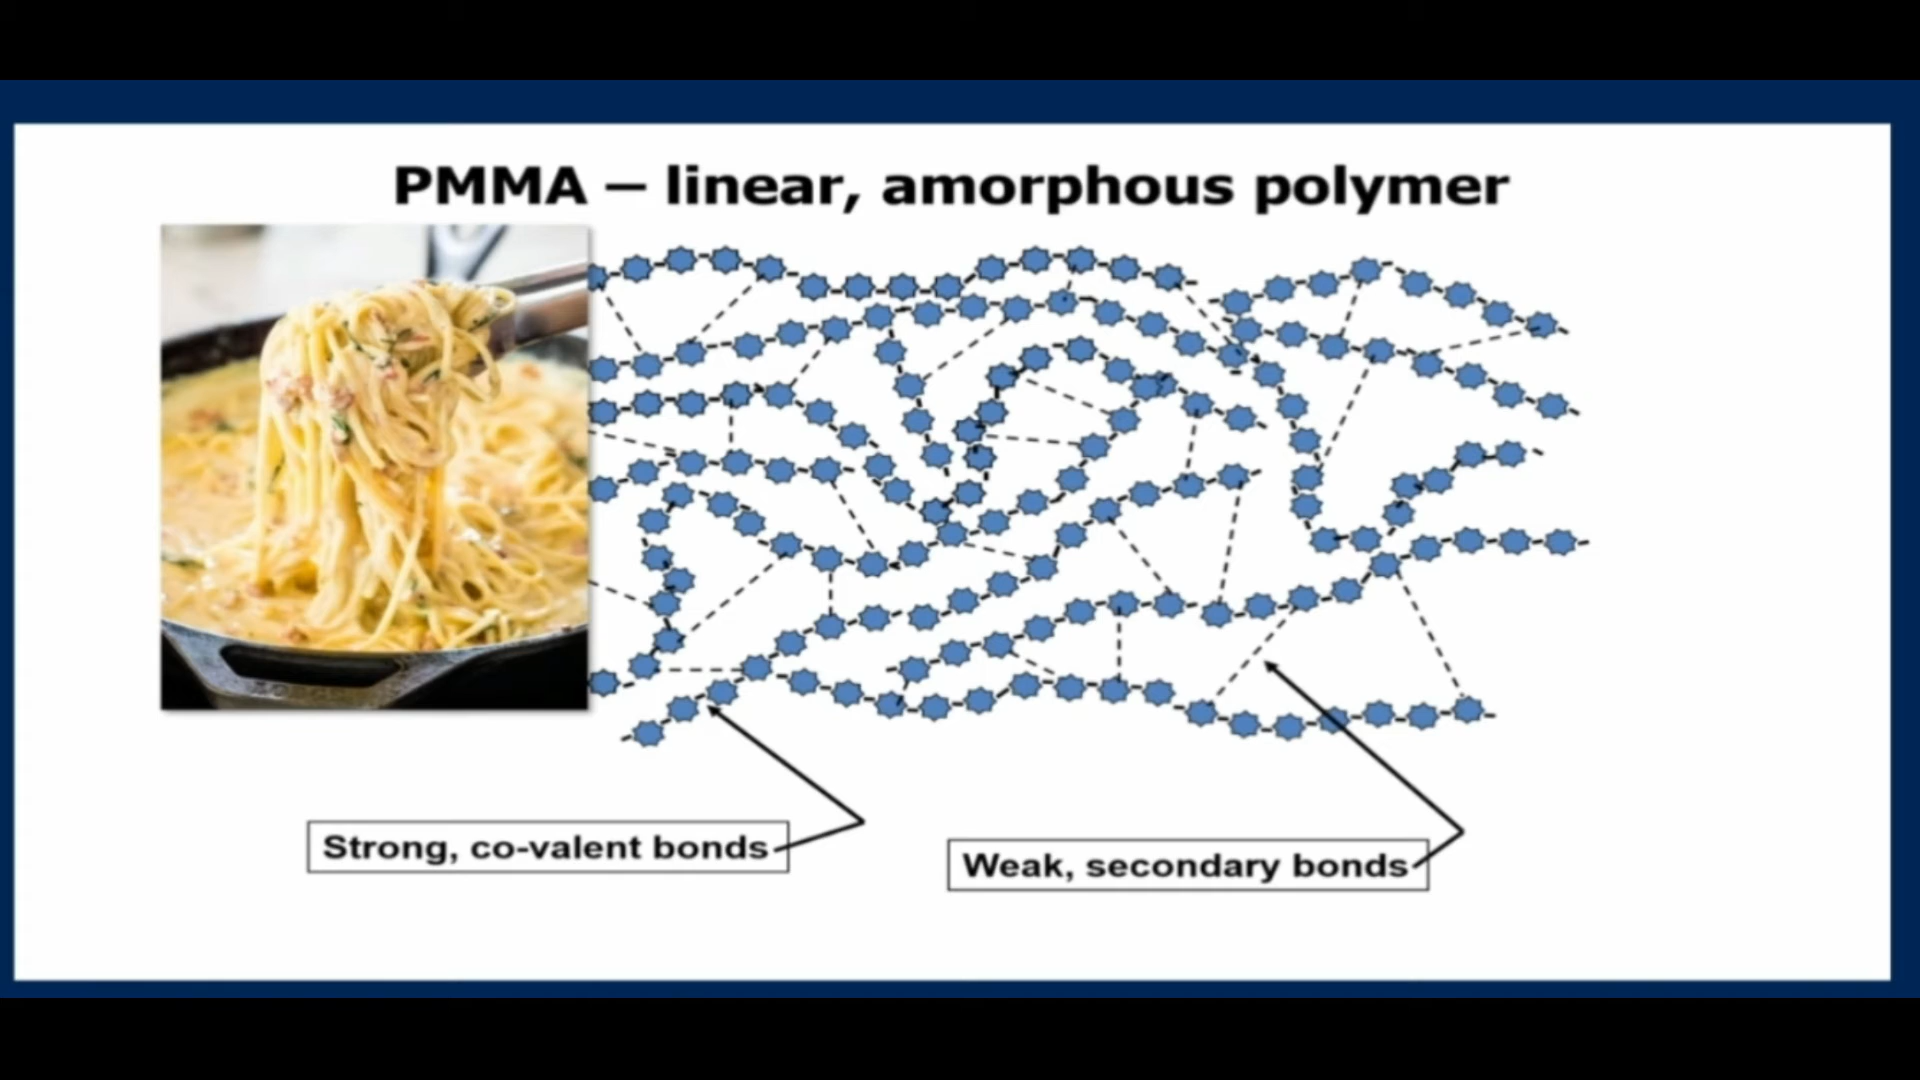 PMMA – linear, amorphous polymer
Strong, co-valent bonds
Weak, secondary bonds